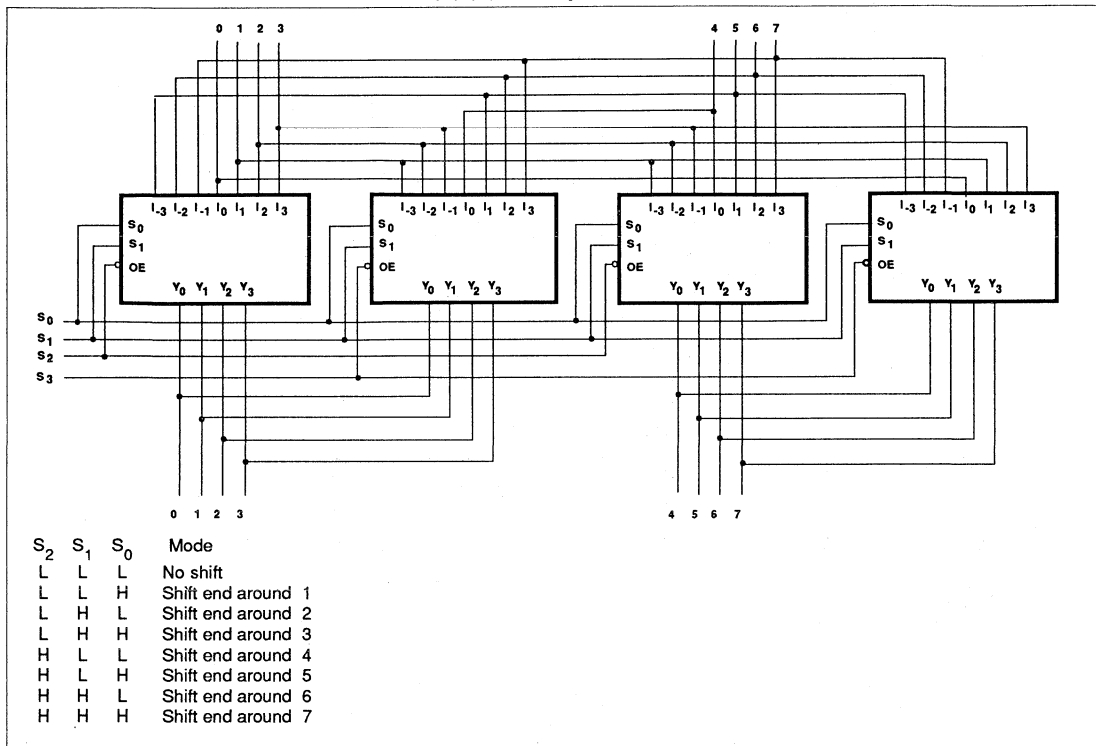 0 1 2 3 4 5 6 7
I-3 I-2 I-1 I0 I1 I2 I3
S0
S1
OE
Y0 Y1 Y2 Y3
I-3 I-2 I-1 I0 I1 I2 I3
S0
S1
OE
Y0 Y1 Y2 Y3
I-3 I-2 I-1 I0 I1 I2 I3
S0
S1
OE
Y0 Y1 Y2 Y3
I-3 I-2 I-1 I0 I1 I2 I3
S0
S1
OE
Y0 Y1 Y2 Y3
S0
S1
S2
S3
0 1 2 3 4 5 6 7
S2 S1 S0 Mode
L L L No shift
L L H Shift end around 1
L H L Shift end around 2
L H H Shift end around 3
H L L Shift end around 4
H L H Shift end around 5
H H L Shift end around 6
H H H Shift end around 7